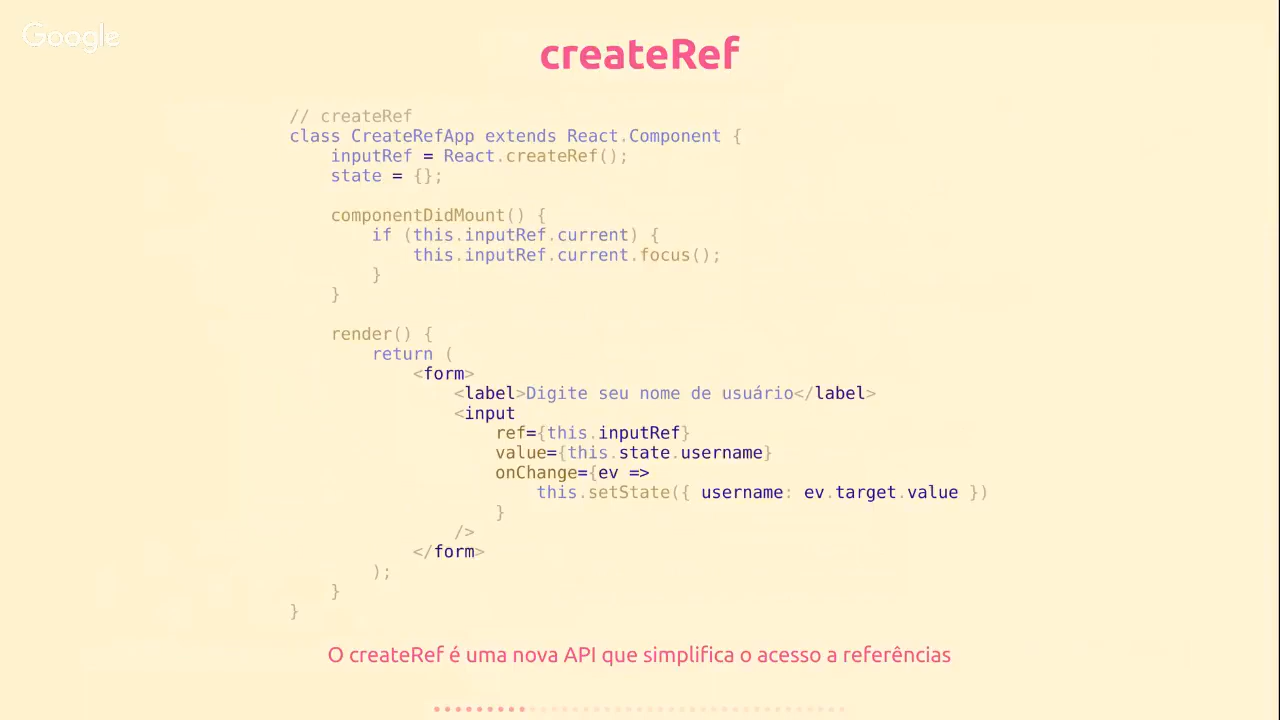 Google
createRef
// createRef
class CreateRefApp extends React.Component {
    inputRef = React.createRef();
    state = {};

    componentDidMount() {
        if (this.inputRef.current) {
            this.inputRef.current.focus();
        }
    }

    render() {
        return (
            <form>
                <label>Digite seu nome de usuário</label>
                <input
                    ref={this.inputRef}
                    value={this.state.username}
                    onChange={ev =>
                        this.setState({ username: ev.target.value })
                    }
                />
            </form>
        );
    }
}
O createRef é uma nova API que simplifica o acesso a referências